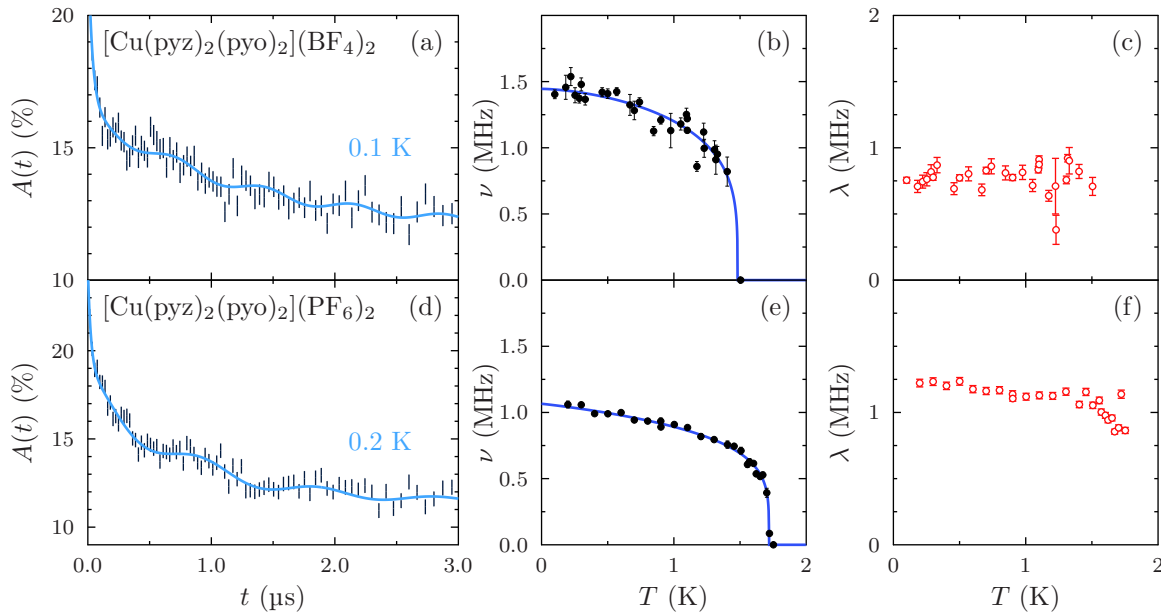 20
15
10
A(t) (%)
[Cu(pyz)₂(pyo)₂](BF₄)₂
(a)
0.1 K
1.5
1.0
0.5
0.0
ν (MHz)
(b)
2
1
0
λ (MHz)
(c)
25
20
15
10
A(t) (%)
[Cu(pyz)₂(pyo)₂](PF₆)₂
(d)
0.2 K
0.0 1.0 2.0 3.0
t (µs)
1.5
1.0
0.5
0.0
ν (MHz)
(e)
0 1 2
T (K)
2
1
0
λ (MHz)
(f)
0 1 2
T (K)